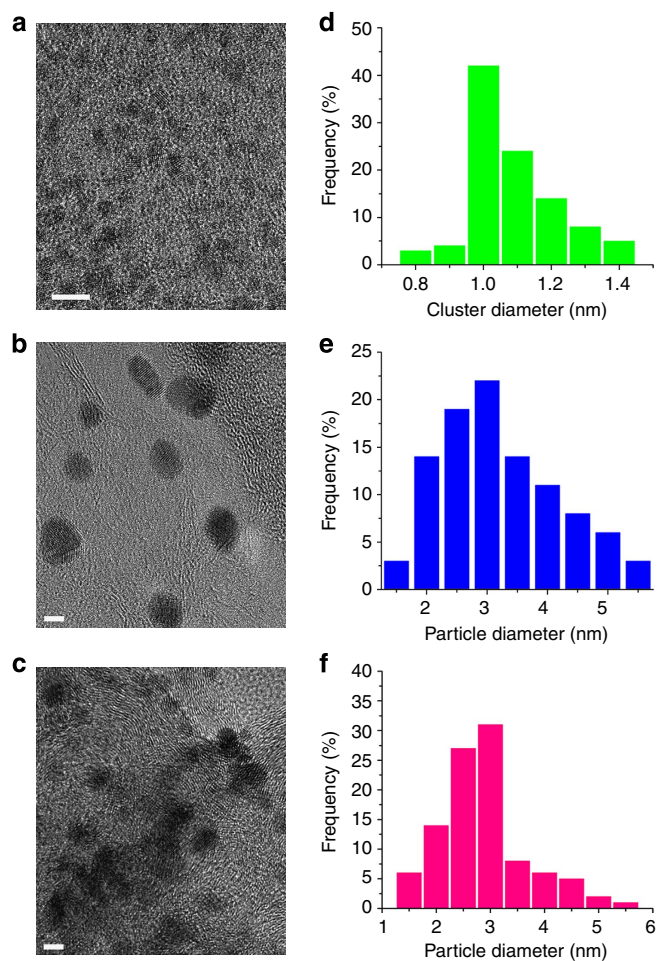 a
d
50
40
30
20
10
0
Frequency (%)
0.8 1.0 1.2 1.4
Cluster diameter (nm)
b
e
25
20
15
10
5
0
Frequency (%)
2 3 4 5
Particle diameter (nm)
c
f
40
35
30
25
20
15
10
5
0
Frequency (%)
1 2 3 4 5 6
Particle diameter (nm)